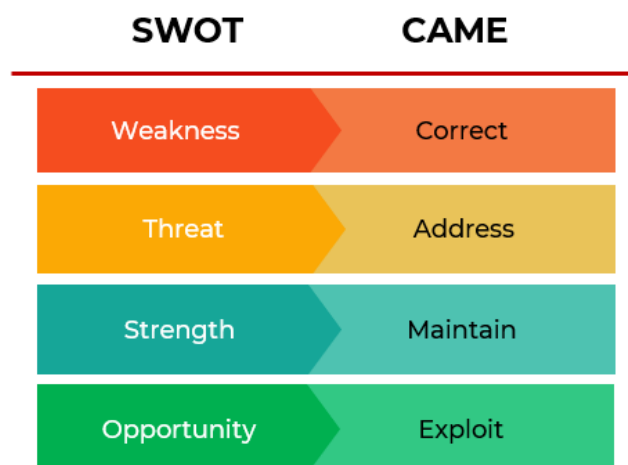 SWOT CAME
Weakness Correct
Threat Address
Strength Maintain
Opportunity Exploit